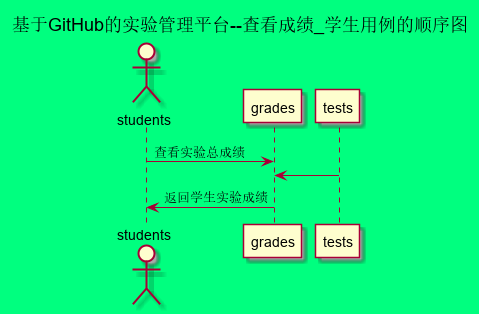 基于GitHub的实验管理平台--查看成绩_学生用例的顺序图
students
grades
tests
查看实验总成绩
返回学生实验成绩
students
grades
tests